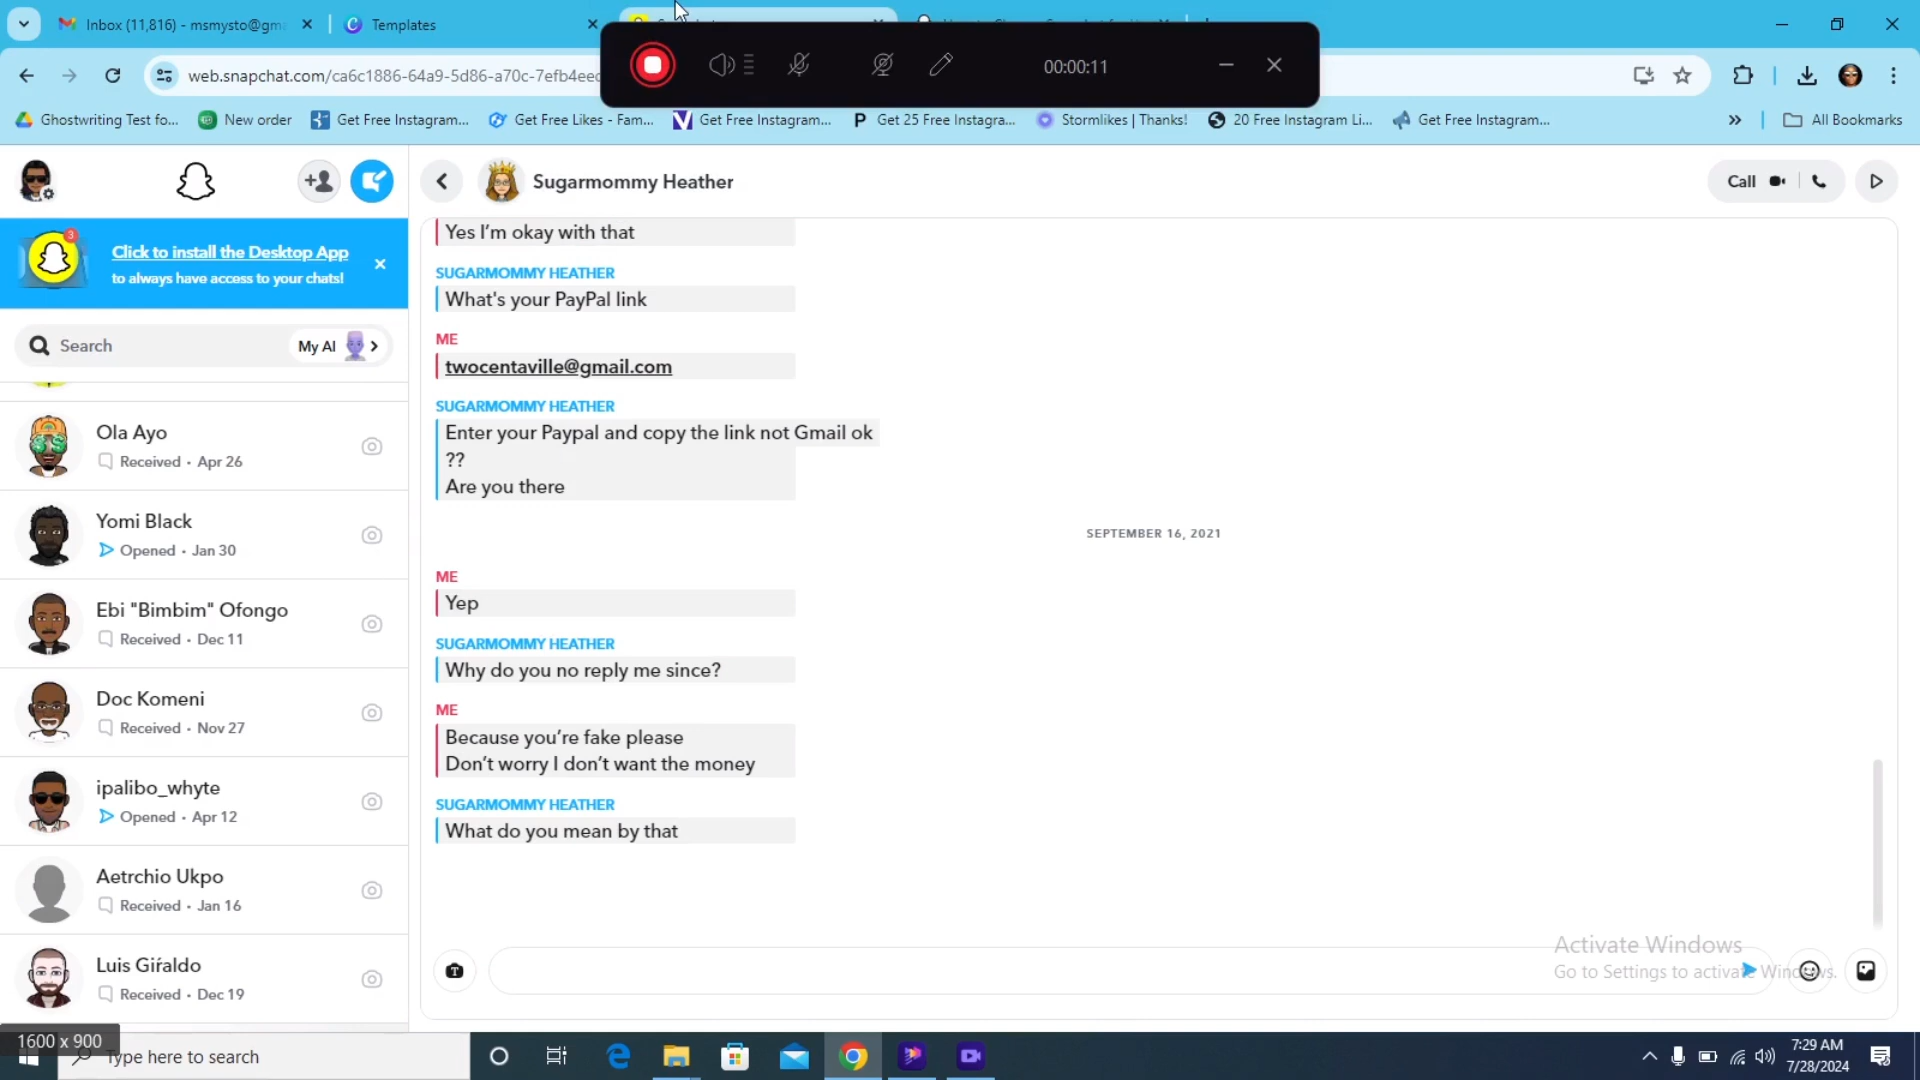 Inbox (11,816) - msmysto@gm
Templates
00:00:11
web.snapchat.com/ca6c1886-64a9-5d86-a70c-7efb4eed
Ghostwriting Test fo...
New order
Get Free Instagram...
Get Free Likes - Fam...
Get Free Instagram...
Get 25 Free Instagra...
Stormlikes | Thanks!
20 Free Instagram Li...
Get Free Instagram...
All Bookmarks
Sugarmommy Heather
Call
3
Click to install the Desktop App
to always have access to your chats!
Search
My AI
Ola Ayo
Received · Apr 26
Yomi Black
Opened · Jan 30
Ebi "Bimbim" Ofongo
Received · Dec 11
Doc Komeni
Received · Nov 27
ipalibo_whyte
Opened · Apr 12
Aetrchio Ukpo
Received · Jan 16
Luis Giŕaldo
Received · Dec 19
Yes I'm okay with that
SUGARMOMMY HEATHER
What's your PayPal link
ME
twocentaville@gmail.com
SUGARMOMMY HEATHER
Enter your Paypal and copy the link not Gmail ok
??
Are you there
SEPTEMBER 16, 2021
ME
Yep
SUGARMOMMY HEATHER
Why do you no reply me since?
ME
Because you're fake please
Don't worry I don't want the money
SUGARMOMMY HEATHER
What do you mean by that
Activate Windows
Go to Settings to activate Windows.
1600 x 900
Type here to search
7:29 AM
7/28/2024